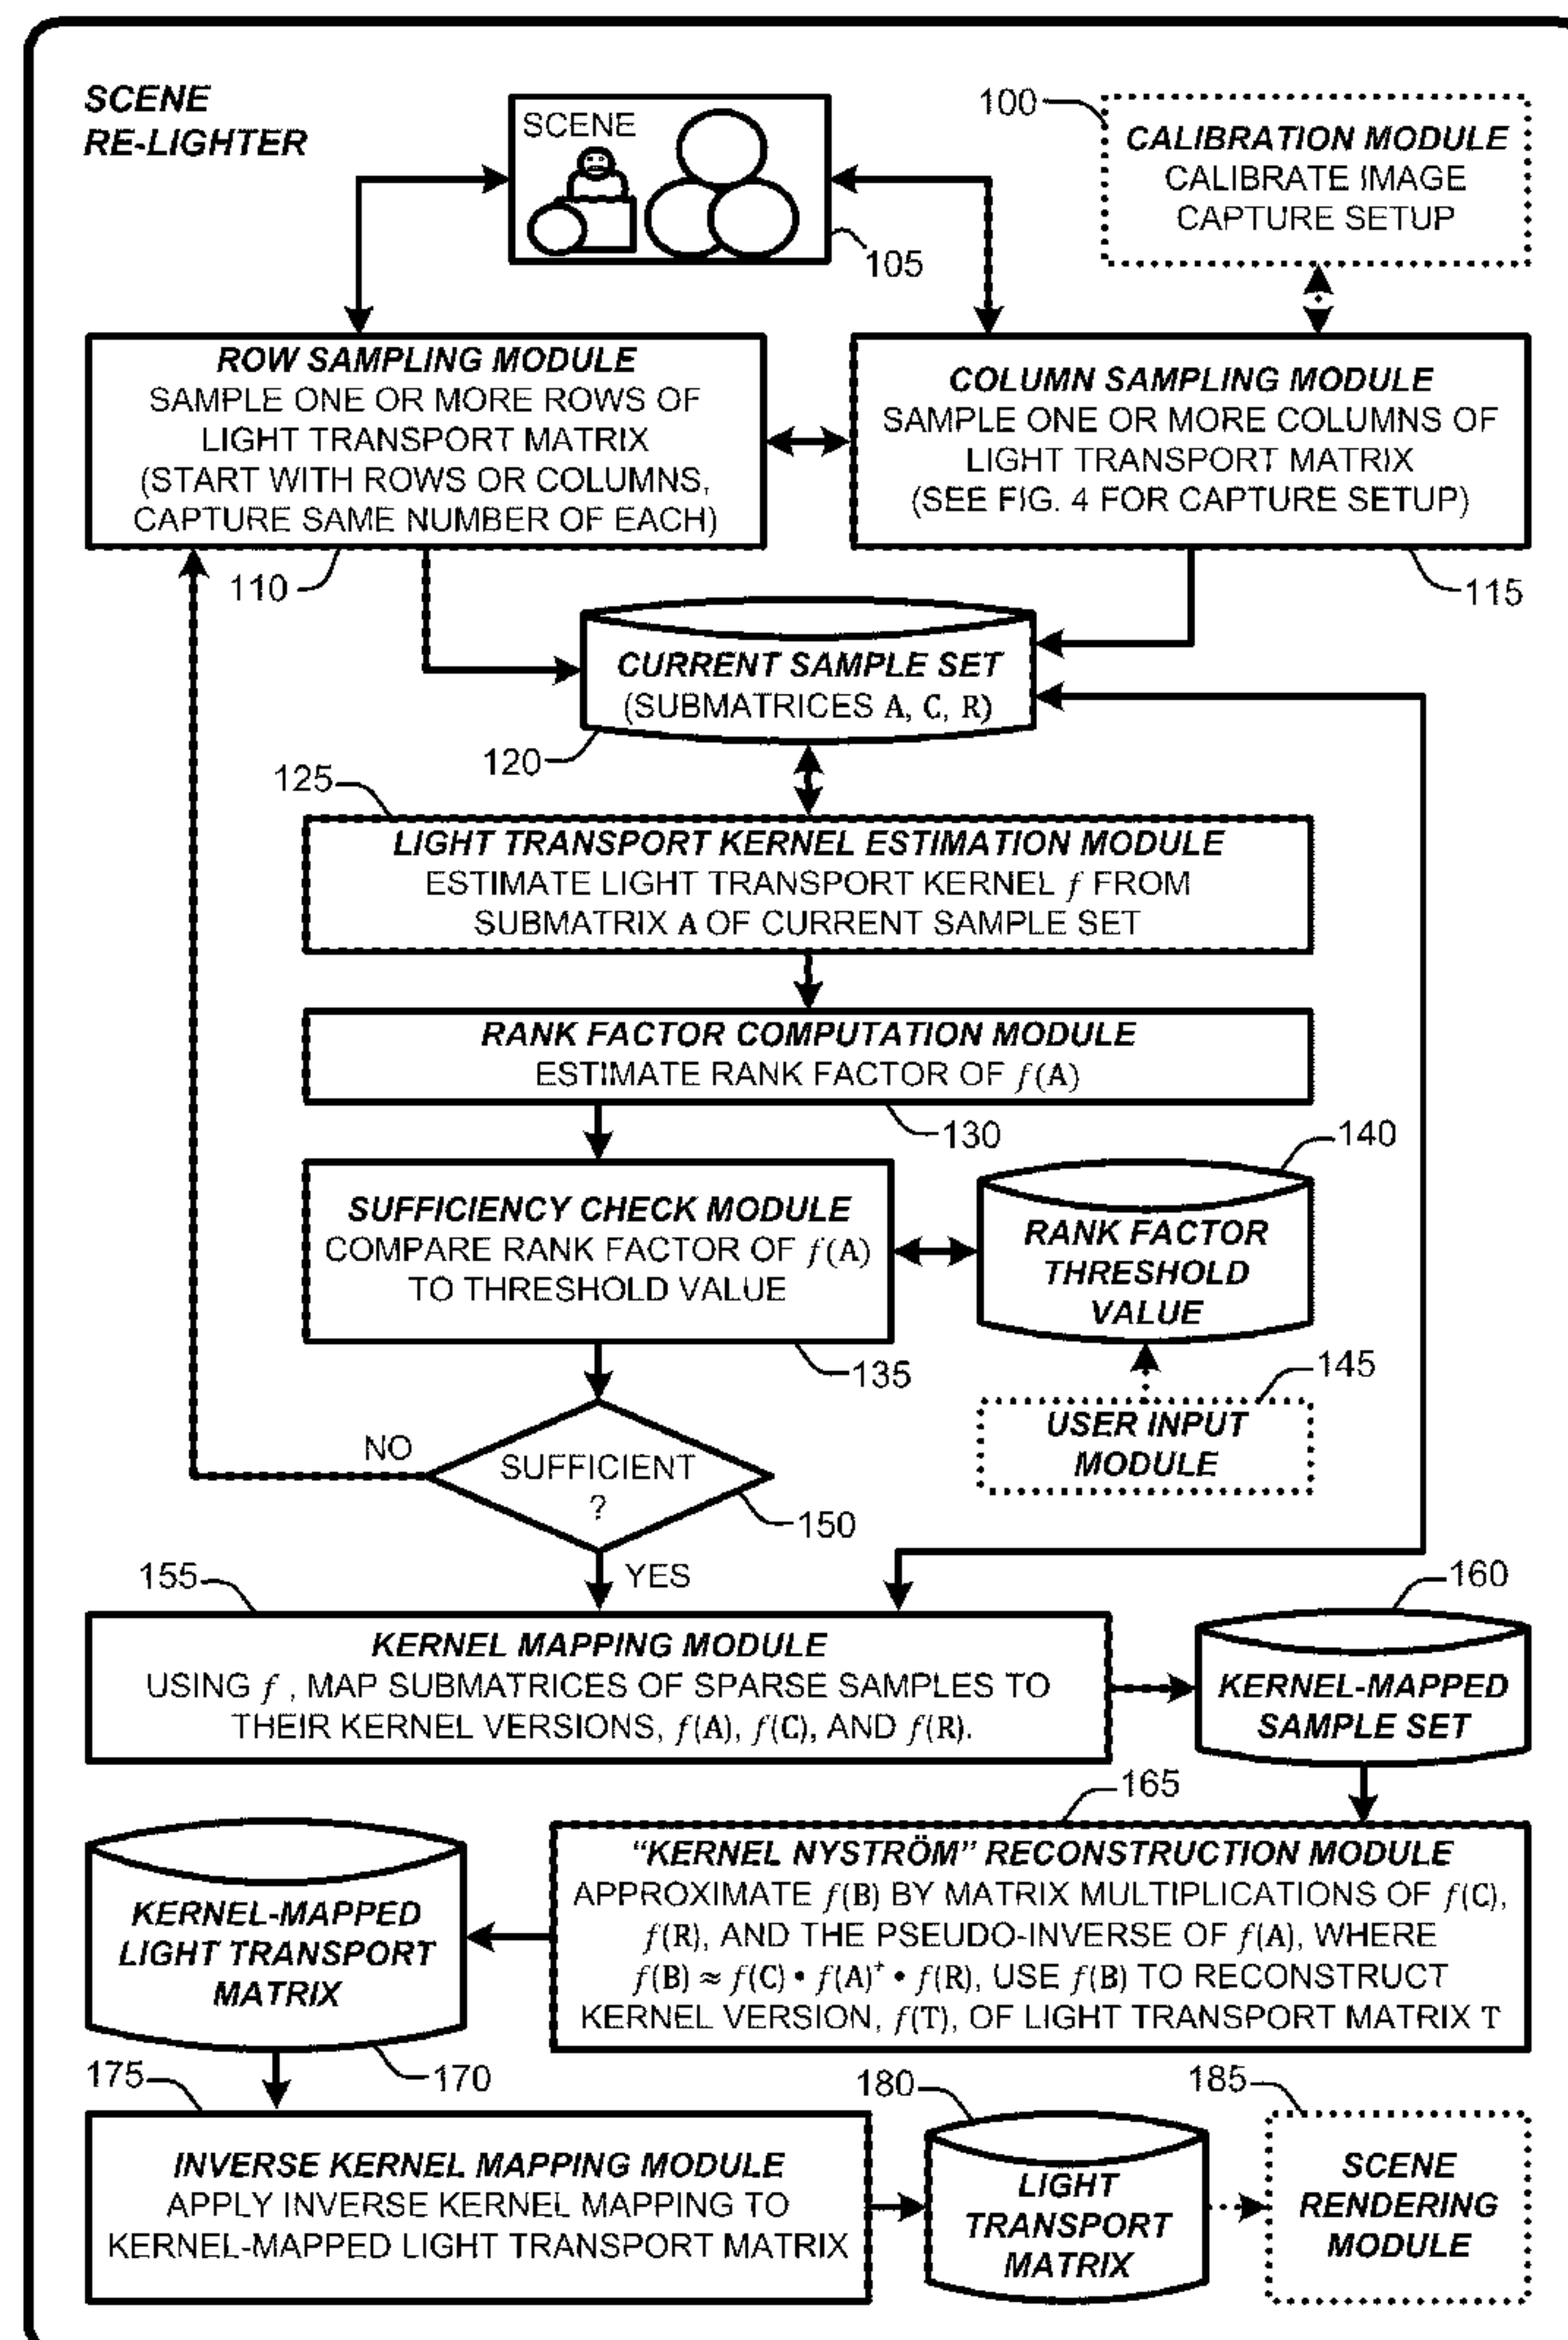 SCENE
RE-LIGHTER
SCENE
105
100
CALIBRATION MODULE
CALIBRATE IMAGE
CAPTURE SETUP
ROW SAMPLING MODULE
SAMPLE ONE OR MORE ROWS OF
LIGHT TRANSPORT MATRIX
(START WITH ROWS OR COLUMNS,
CAPTURE SAME NUMBER OF EACH)
110
COLUMN SAMPLING MODULE
SAMPLE ONE OR MORE COLUMNS OF
LIGHT TRANSPORT MATRIX
(SEE FIG. 4 FOR CAPTURE SETUP)
115
CURRENT SAMPLE SET
(SUBMATRICES A, C, R)
120
125
LIGHT TRANSPORT KERNEL ESTIMATION MODULE
ESTIMATE LIGHT TRANSPORT KERNEL f FROM
SUBMATRIX A OF CURRENT SAMPLE SET
RANK FACTOR COMPUTATION MODULE
ESTIMATE RANK FACTOR OF f(A)
130
SUFFICIENCY CHECK MODULE
COMPARE RANK FACTOR OF f(A)
TO THRESHOLD VALUE
135
140
RANK FACTOR
THRESHOLD
VALUE
145
USER INPUT
MODULE
NO
SUFFICIENT
?
150
YES
155
KERNEL MAPPING MODULE
USING f , MAP SUBMATRICES OF SPARSE SAMPLES TO
THEIR KERNEL VERSIONS, f(A), f(C), AND f(R).
160
KERNEL-MAPPED
SAMPLE SET
165
“KERNEL NYSTRÖM” RECONSTRUCTION MODULE
APPROXIMATE f(B) BY MATRIX MULTIPLICATIONS OF f(C),
f(R), AND THE PSEUDO-INVERSE OF f(A), WHERE
f(B) ≈ f(C) • f(A)⁺ • f(R), USE f(B) TO RECONSTRUCT
KERNEL VERSION, f(T), OF LIGHT TRANSPORT MATRIX T
KERNEL-MAPPED
LIGHT TRANSPORT
MATRIX
170
175
INVERSE KERNEL MAPPING MODULE
APPLY INVERSE KERNEL MAPPING TO
KERNEL-MAPPED LIGHT TRANSPORT MATRIX
180
LIGHT
TRANSPORT
MATRIX
185
SCENE
RENDERING
MODULE